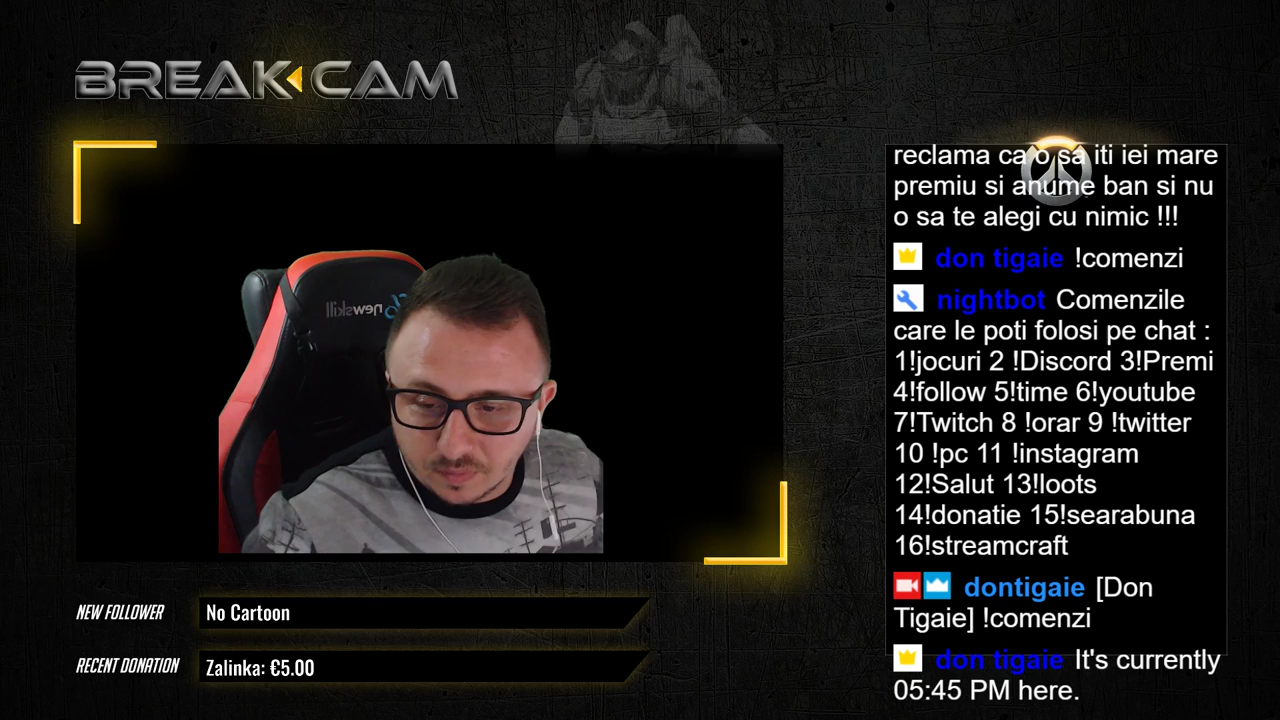 BREAK CAM
newskill
NEW FOLLOWER
No Cartoon
RECENT DONATION
Zalinka: €5.00
reclama ca o sa iti iei mare
premiu si anume ban si nu
o sa te alegi cu nimic !!!
don tigaie !comenzi
nightbot Comenzile
care le poti folosi pe chat :
1!jocuri 2 !Discord 3!Premi
4!follow 5!time 6!youtube
7!Twitch 8 !orar 9 !twitter
10 !pc 11 !instagram
12!Salut 13!loots
14!donatie 15!searabuna
16!streamcraft
dontigaie [Don
Tigaie] !comenzi
don tigaie It's currently
05:45 PM here.